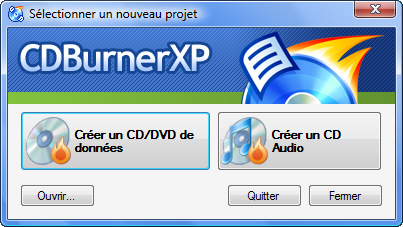 Sélectionner un nouveau projet
CDBurnerXP
Créer un CD/DVD de
données
Créer un CD
Audio
Ouvrir...
Quitter
Fermer